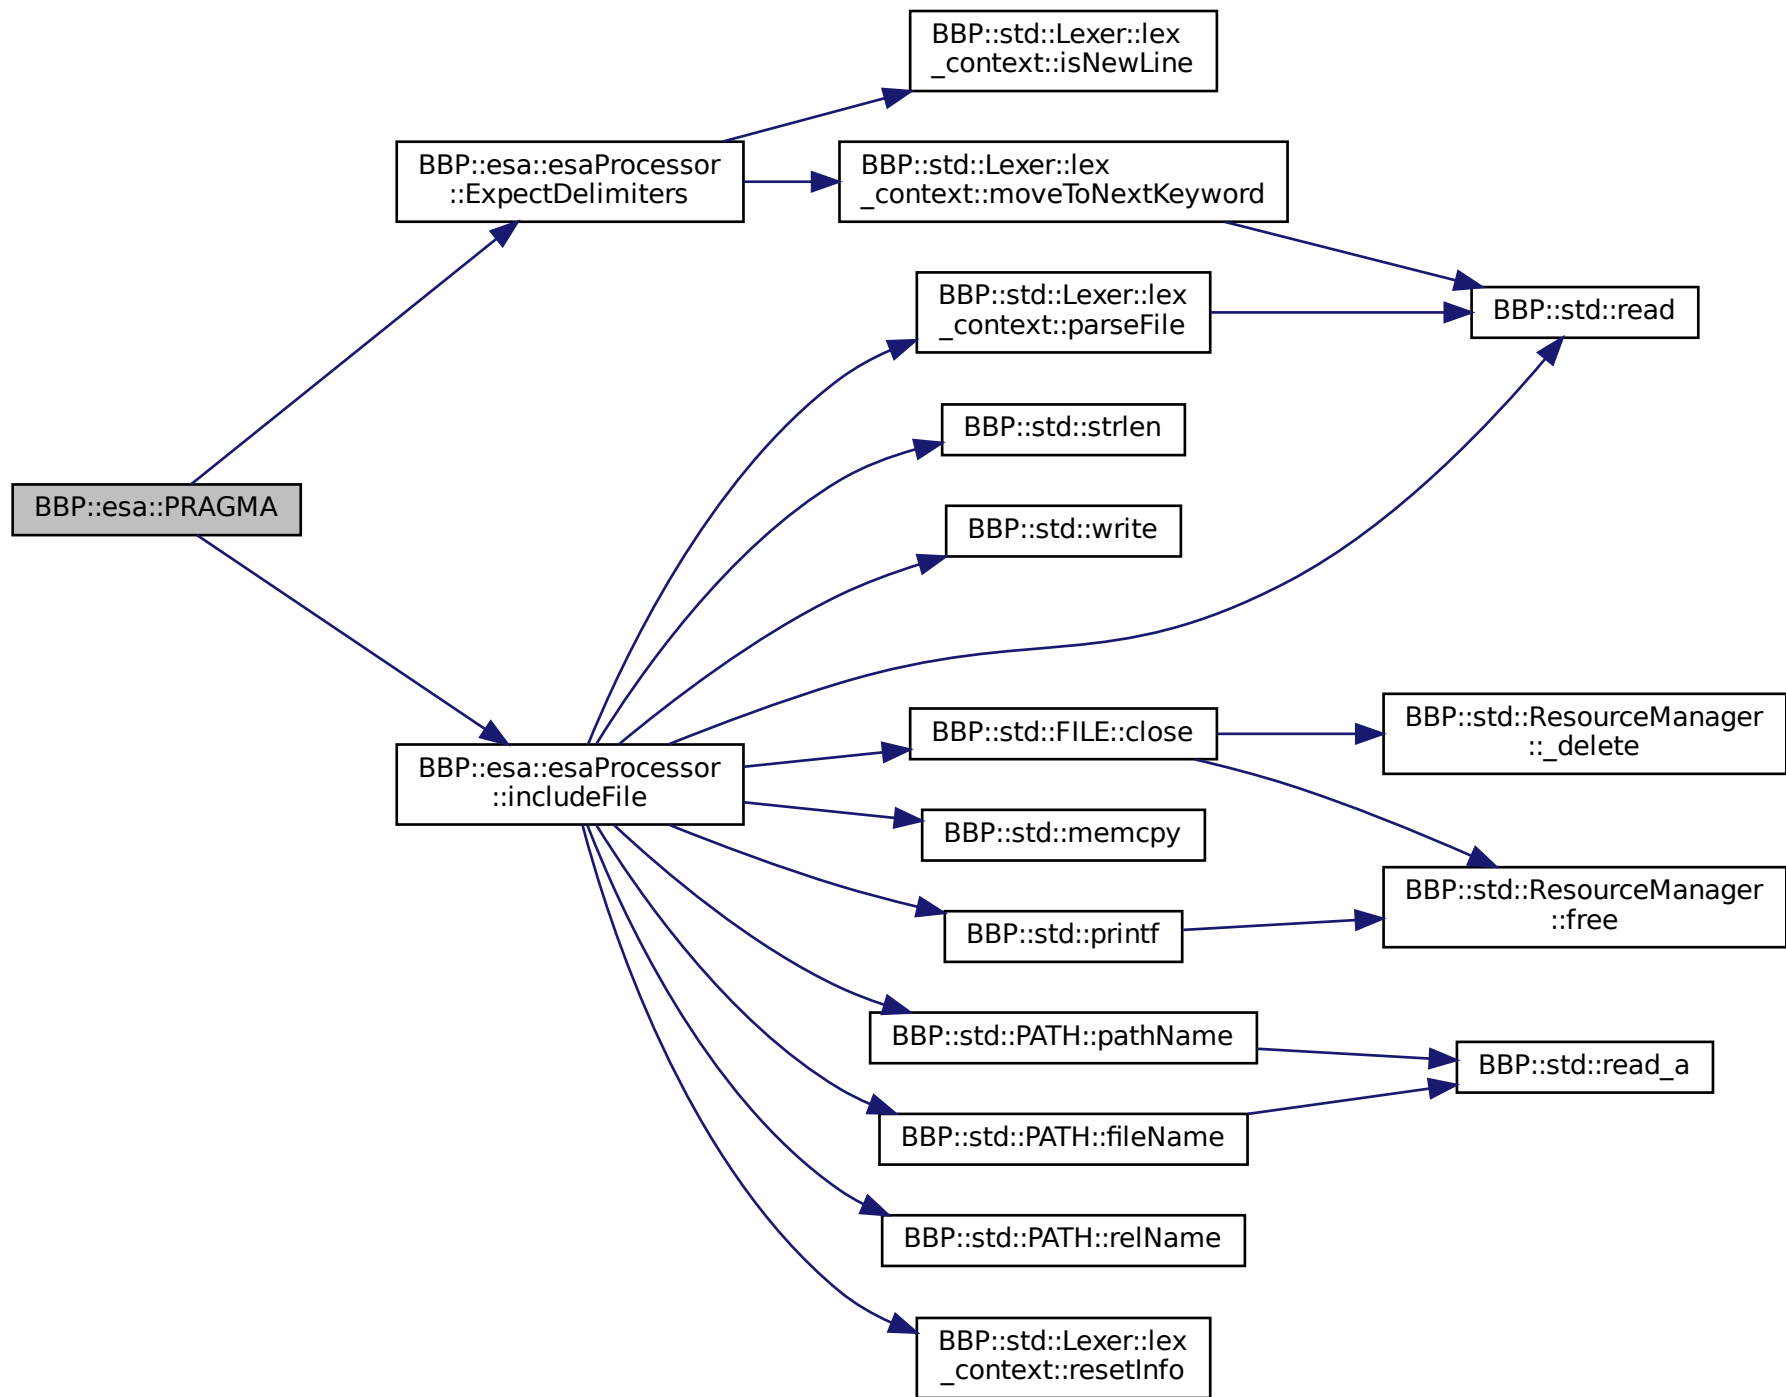 BBP::std::Lexer::lex
_context::isNewLine
BBP::esa::esaProcessor
::ExpectDelimiters
BBP::std::Lexer::lex
_context::moveToNextKeyword
BBP::std::Lexer::lex
_context::parseFile
BBP::std::read
BBP::std::strlen
BBP::esa::PRAGMA
BBP::std::write
BBP::esa::esaProcessor
::includeFile
BBP::std::FILE::close
BBP::std::ResourceManager
::_delete
BBP::std::memcpy
BBP::std::printf
BBP::std::ResourceManager
::free
BBP::std::PATH::pathName
BBP::std::read_a
BBP::std::PATH::fileName
BBP::std::PATH::relName
BBP::std::Lexer::lex
_context::resetInfo